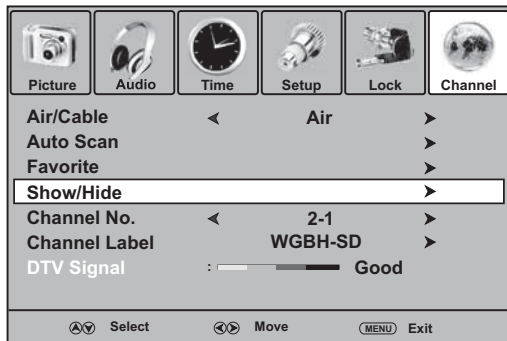 Picture Audio Time Setup Lock Channel
Air/Cable Air
Auto Scan
Favorite
Show/Hide
Channel No. 2-1
Channel Label WGBH-SD
DTV Signal : Good
Select Move MENU Exit